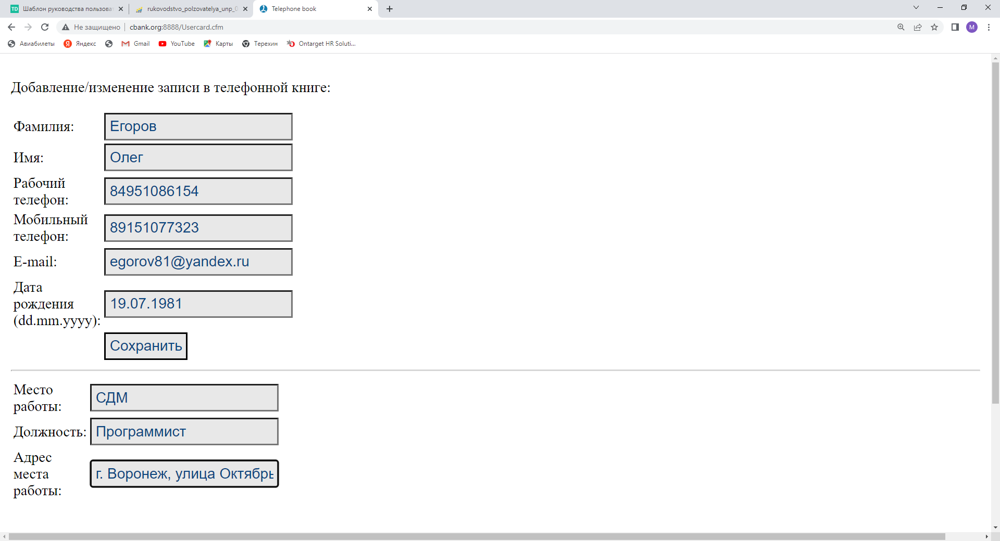 Шаблон руководства пользоват
rukovodstvo_polzovatelya_unp_0
Telephone book
Не защищено
cbank.org:8888/Usercard.cfm
M
Авиабилеты
Яндекс
Gmail
YouTube
Карты
Терехин
Ontarget HR Soluti...
Добавление/изменение записи в телефонной книге:
Фамилия:
Егоров
Имя:
Олег
Рабочий
телефон:
84951086154
Мобильный
телефон:
89151077323
E-mail:
egorov81@yandex.ru
Дата
рождения
(dd.mm.yyyy):
19.07.1981
Сохранить
Место
работы:
СДМ
Должность:
Программист
Адрес
места
работы:
г. Воронеж, улица Октябрь